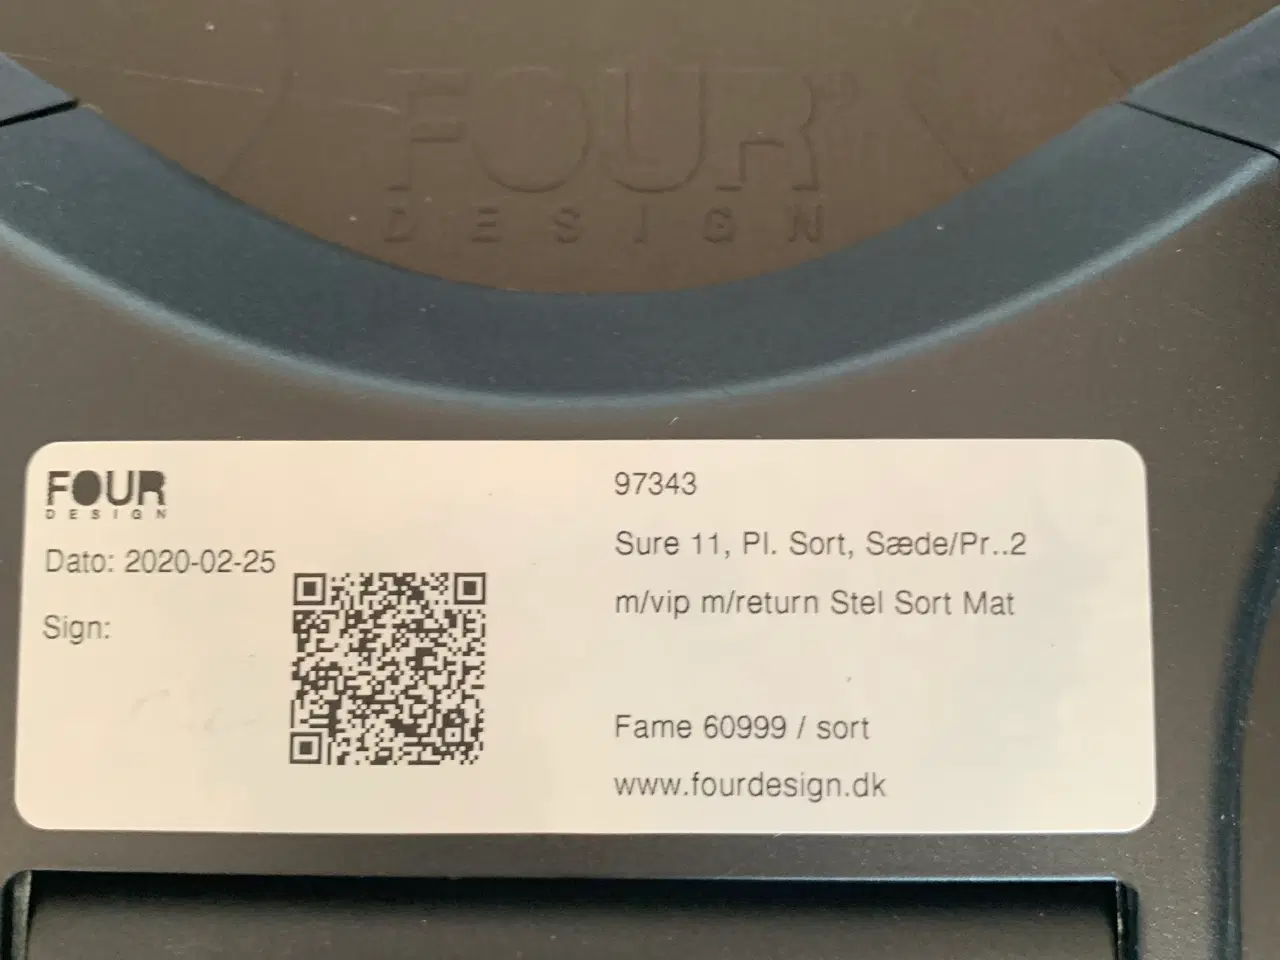 FOUR®
DESIGN
FOUR
DESIGN
Dato: 2020-02-25
Sign:
97343
Sure 11, Pl. Sort, Sæde/Pr..2
m/vip m/return Stel Sort Mat
Fame 60999 / sort
www.fourdesign.dk